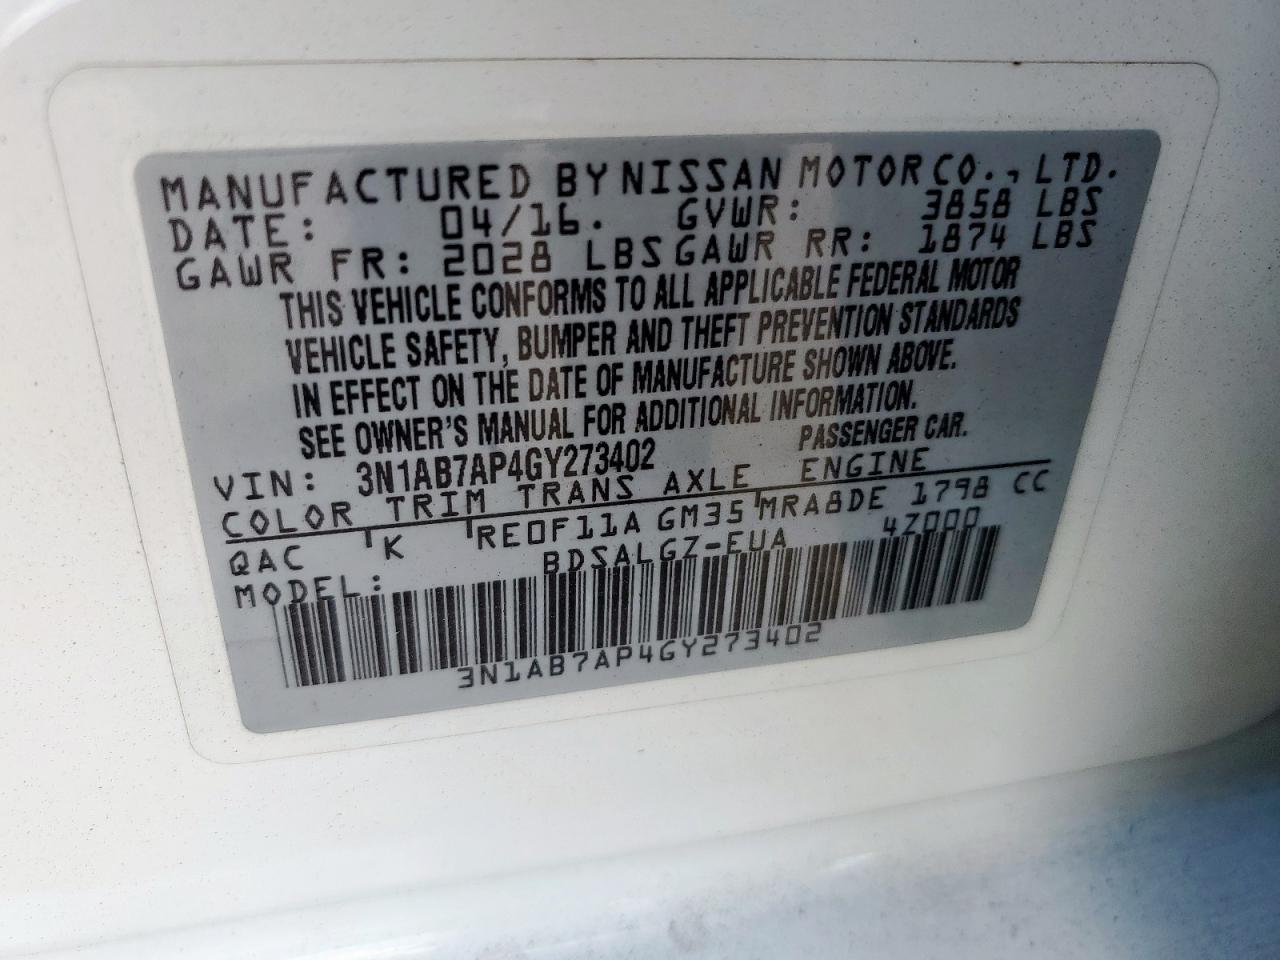 MANUFACTURED BY NISSAN MOTOR CO., LTD.
DATE: 04/16. GVWR: 3858 LBS
GAWR FR: 2028 LBS GAWR RR: 1874 LBS
THIS VEHICLE CONFORMS TO ALL APPLICABLE FEDERAL MOTOR
VEHICLE SAFETY, BUMPER AND THEFT PREVENTION STANDARDS
IN EFFECT ON THE DATE OF MANUFACTURE SHOWN ABOVE.
SEE OWNER'S MANUAL FOR ADDITIONAL INFORMATION.
VIN: 3N1AB7AP4GY273402 PASSENGER CAR.
COLOR TRIM TRANS AXLE ENGINE
QAC K RE0F11A GM35 MRA8DE 1798 CC
MODEL: BDSALGZ-EUA 4Z000
3N1AB7AP4GY273402